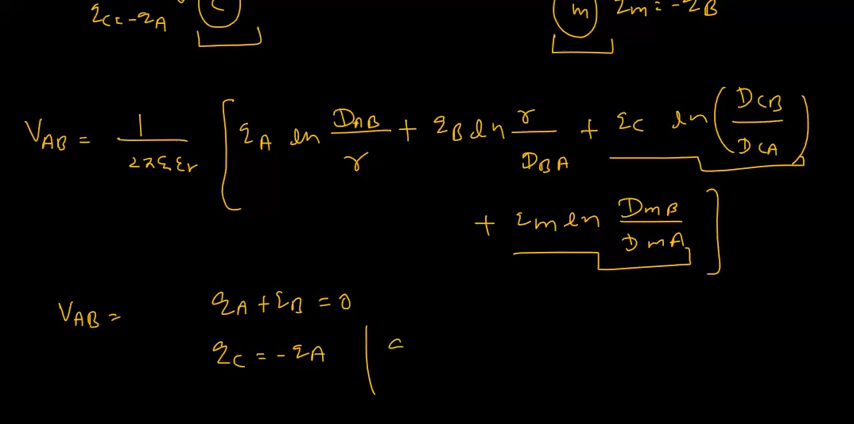 qC = -qA C
m qm = -qB
VAB = 1 / 2πε0εr [ qA ln DAB / r + qB ln r / DBA + qC ln ( DCB / DCA )
+ qm ln DmB / DmA ]
VAB = qA + qB = 0
qC = -qA | C